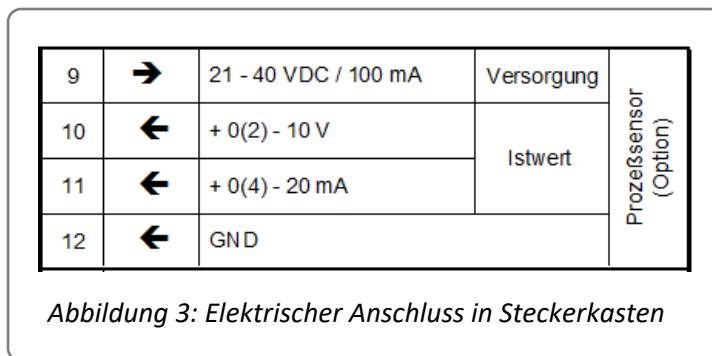 9 → 21 - 40 VDC / 100 mA Versorgung
10 ← + 0(2) - 10 V Istwert
11 ← + 0(4) - 20 mA
12 ← GND
Prozeßsensor
(Option)
Abbildung 3: Elektrischer Anschluss in Steckerkasten